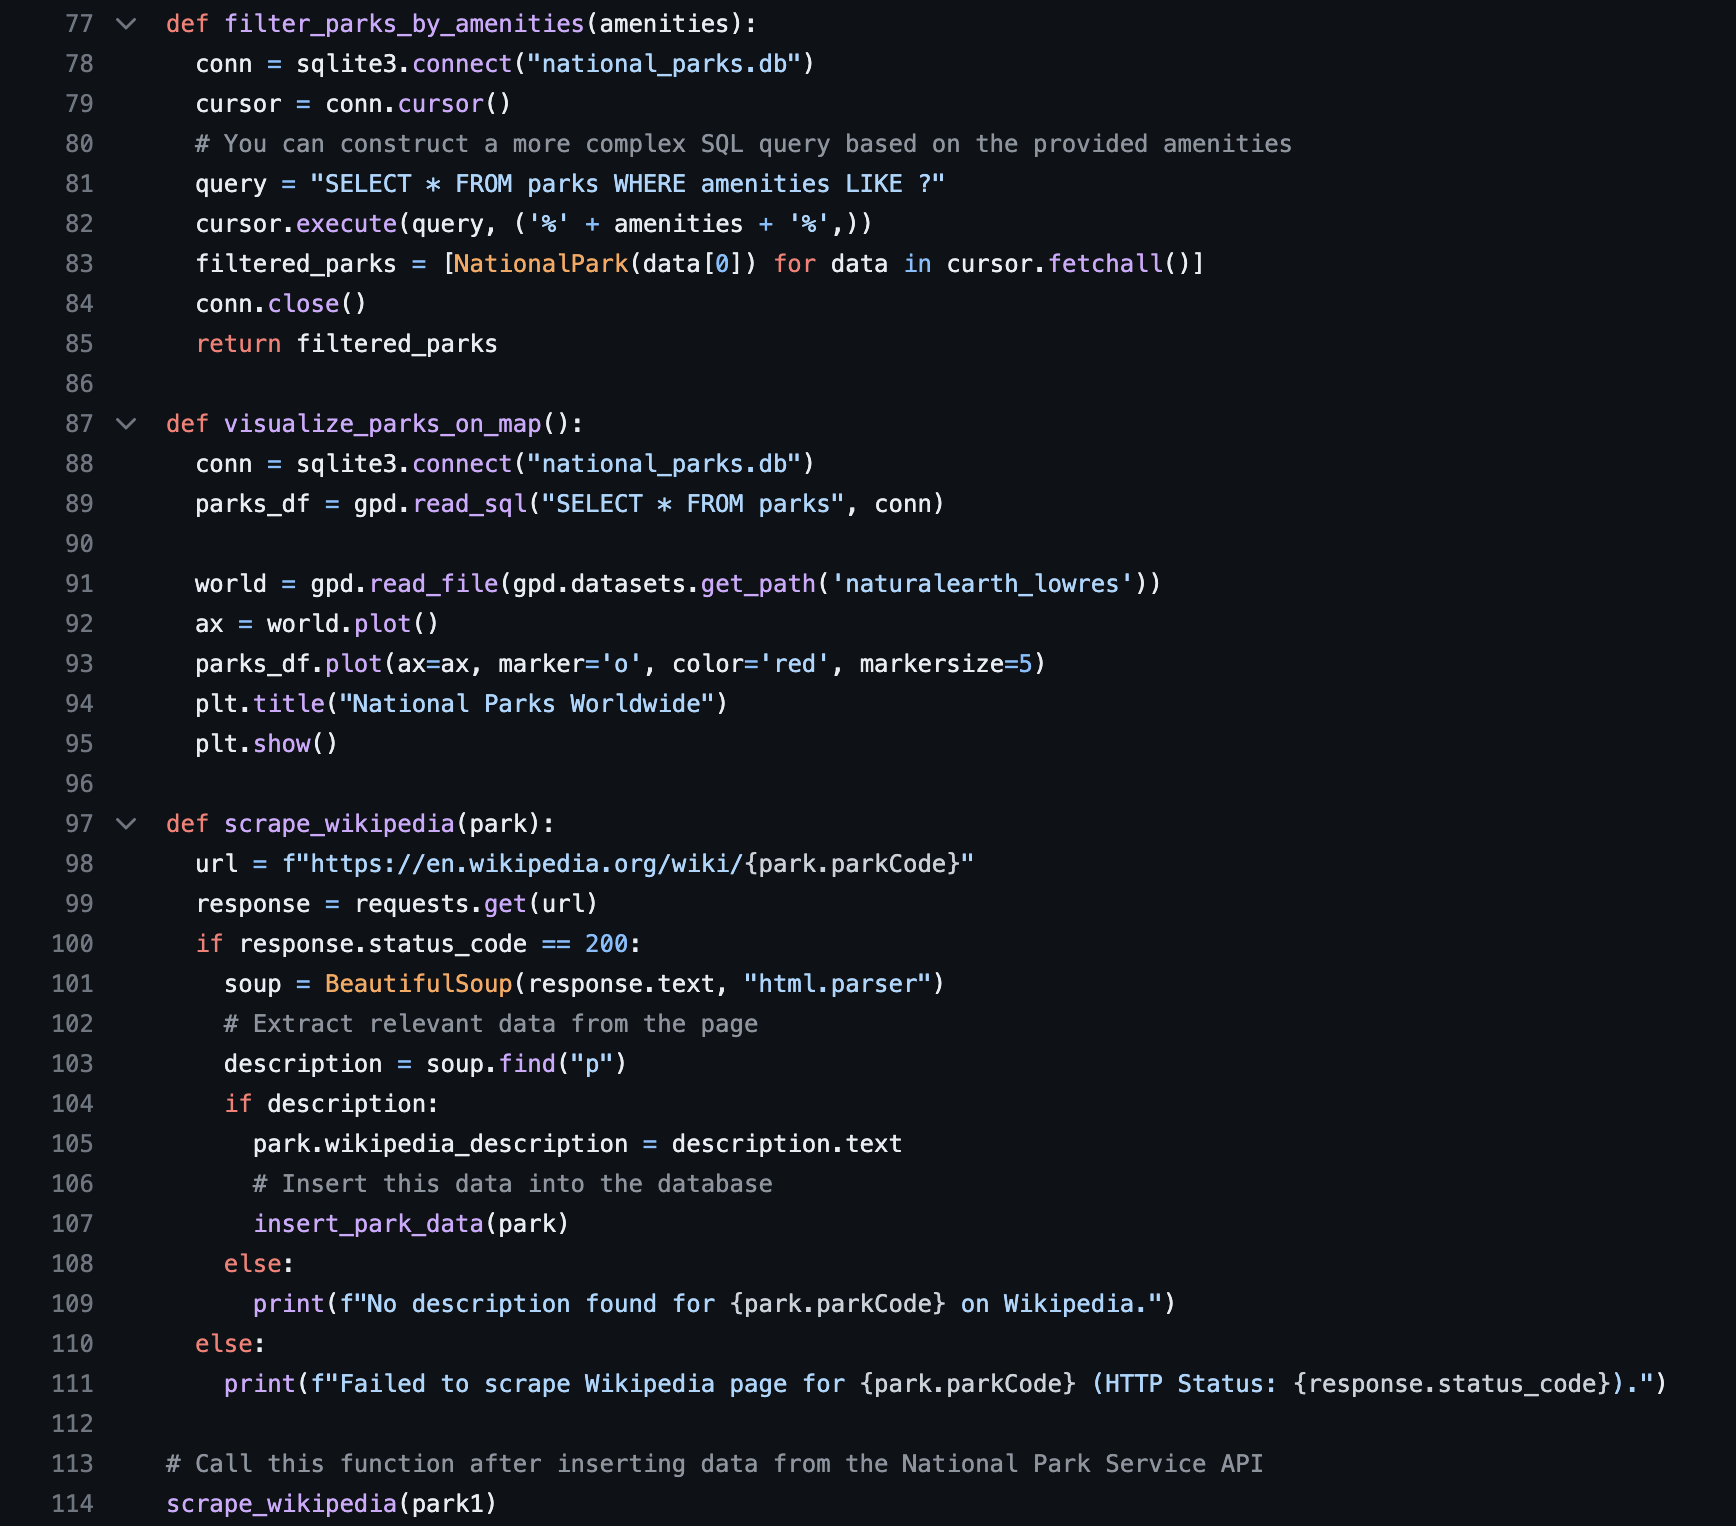 77 def filter_parks_by_amenities(amenities):
78   conn = sqlite3.connect("national_parks.db")
79   cursor = conn.cursor()
80   # You can construct a more complex SQL query based on the provided amenities
81   query = "SELECT * FROM parks WHERE amenities LIKE ?"
82   cursor.execute(query, ('%' + amenities + '%',))
83   filtered_parks = [NationalPark(data[0]) for data in cursor.fetchall()]
84   conn.close()
85   return filtered_parks
86
87 def visualize_parks_on_map():
88   conn = sqlite3.connect("national_parks.db")
89   parks_df = gpd.read_sql("SELECT * FROM parks", conn)
90
91   world = gpd.read_file(gpd.datasets.get_path('naturalearth_lowres'))
92   ax = world.plot()
93   parks_df.plot(ax=ax, marker='o', color='red', markersize=5)
94   plt.title("National Parks Worldwide")
95   plt.show()
96
97 def scrape_wikipedia(park):
98   url = f"https://en.wikipedia.org/wiki/{park.parkCode}"
99   response = requests.get(url)
100   if response.status_code == 200:
101     soup = BeautifulSoup(response.text, "html.parser")
102     # Extract relevant data from the page
103     description = soup.find("p")
104     if description:
105       park.wikipedia_description = description.text
106       # Insert this data into the database
107       insert_park_data(park)
108     else:
109       print(f"No description found for {park.parkCode} on Wikipedia.")
110   else:
111     print(f"Failed to scrape Wikipedia page for {park.parkCode} (HTTP Status: {response.status_code}).")
112
113 # Call this function after inserting data from the National Park Service API
114 scrape_wikipedia(park1)